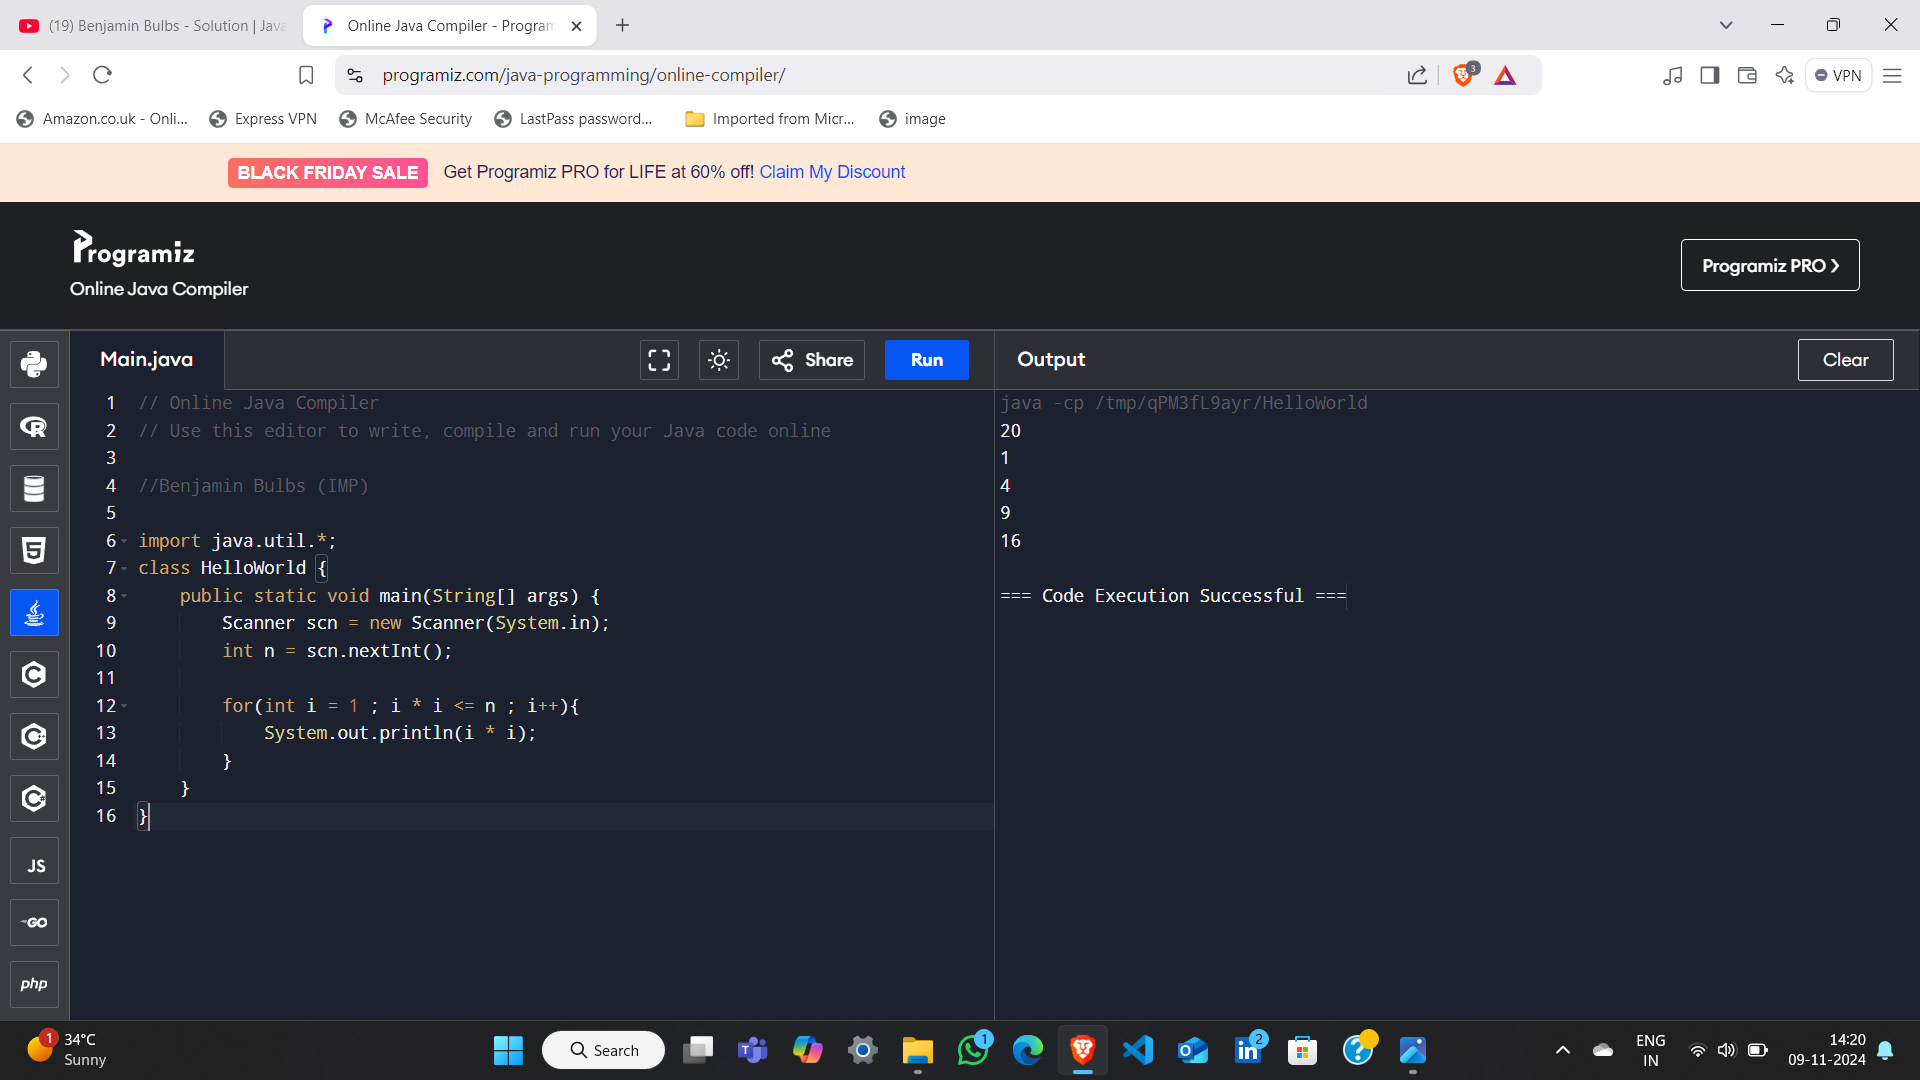 (19) Benjamin Bulbs - Solution | Java
Online Java Compiler - Program
programiz.com/java-programming/online-compiler/
3
VPN
Amazon.co.uk - Onli...
Express VPN
McAfee Security
LastPass password...
Imported from Micr...
image
BLACK FRIDAY SALE Get Programiz PRO for LIFE at 60% off! Claim My Discount
Programiz
Online Java Compiler
Programiz PRO ❯
Main.java
Share
Run
Output
Clear
1 // Online Java Compiler
2 // Use this editor to write, compile and run your Java code online
3
4 //Benjamin Bulbs (IMP)
5
6 import java.util.*;
7 class HelloWorld {
8 public static void main(String[] args) {
9 Scanner scn = new Scanner(System.in);
10 int n = scn.nextInt();
11
12 for(int i = 1 ; i * i <= n ; i++){
13 System.out.println(i * i);
14 }
15 }
16 }
java -cp /tmp/qPM3fL9ayr/HelloWorld
20
1
4
9
16
=== Code Execution Successful ===
R
5
C
C
C
JS
GO
php
1
34°C
Sunny
Search
1
2
ENG
IN
14:20
09-11-2024